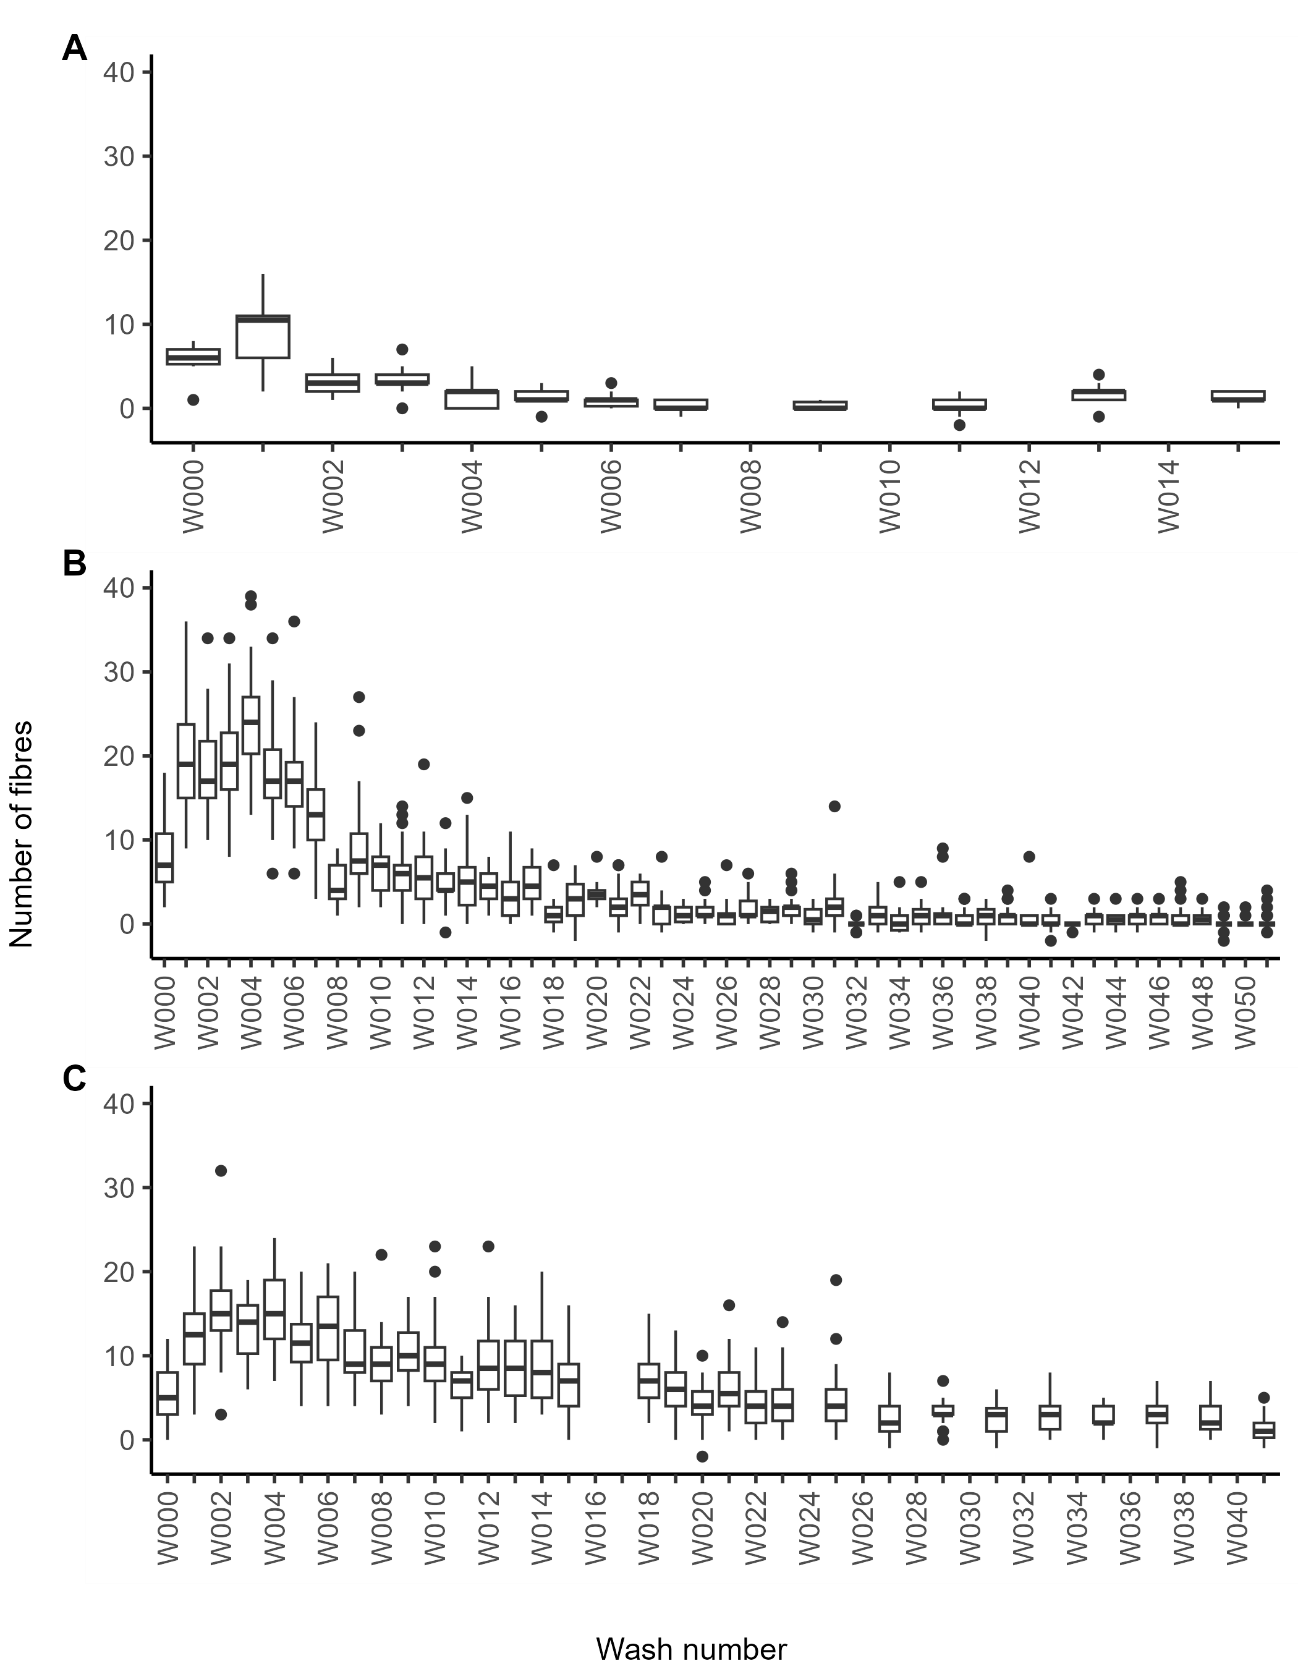 A
40
30
20
10
0
W000
W002
W004
W006
W008
W010
W012
W014
B
40
30
20
10
0
W000
W002
W004
W006
W008
W010
W012
W014
W016
W018
W020
W022
W024
W026
W028
W030
W032
W034
W036
W038
W040
W042
W044
W046
W048
W050
Number of fibres
C
40
30
20
10
0
W000
W002
W004
W006
W008
W010
W012
W014
W016
W018
W020
W022
W024
W026
W028
W030
W032
W034
W036
W038
W040
Wash number